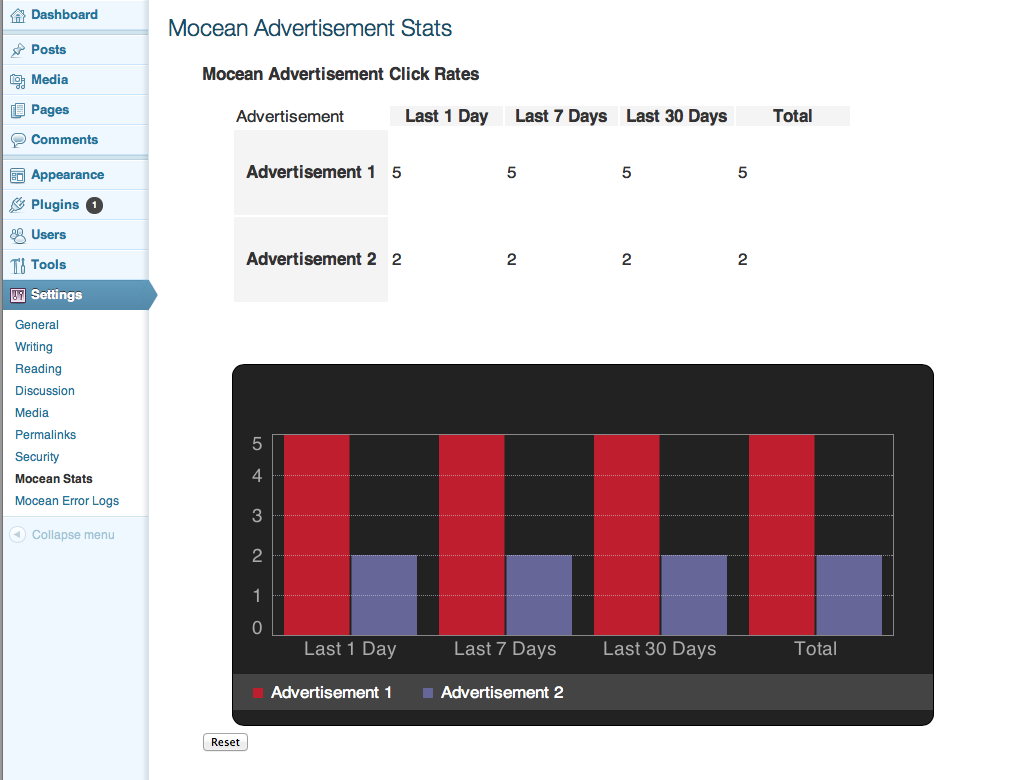 Dashboard
Posts
Media
Pages
Comments
Appearance
Plugins 1
Users
Tools
Settings
General
Writing
Reading
Discussion
Media
Permalinks
Security
Mocean Stats
Mocean Error Logs
Collapse menu
Mocean Advertisement Stats
Mocean Advertisement Click Rates
Advertisement Last 1 Day Last 7 Days Last 30 Days Total
Advertisement 1 5 5 5 5
Advertisement 2 2 2 2 2
5
4
3
2
1
0
Last 1 Day Last 7 Days Last 30 Days Total
Advertisement 1 Advertisement 2
Reset